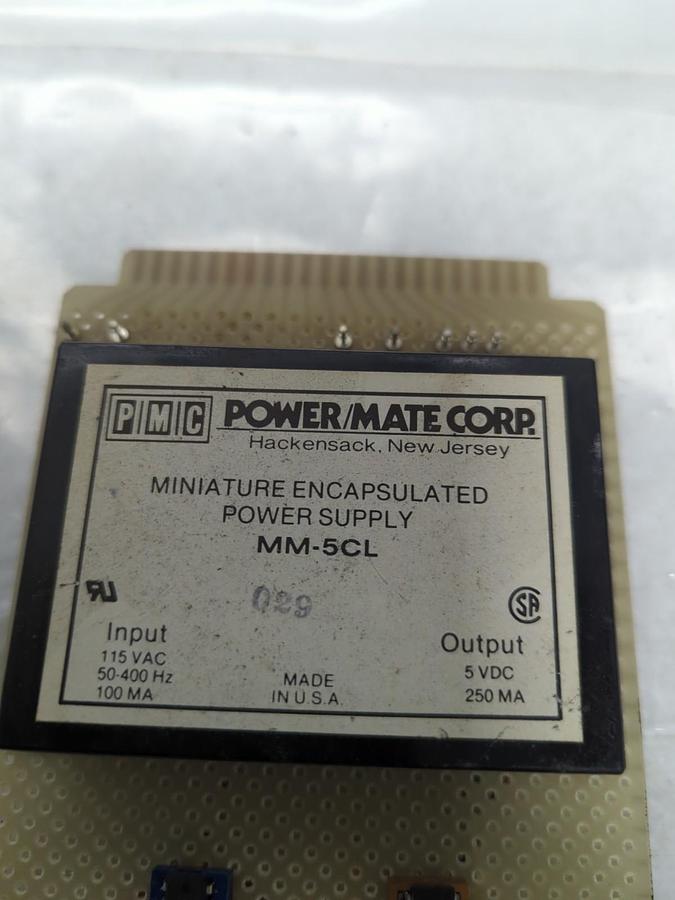 PMC POWER/MATE CORP.
Hackensack, New Jersey
MINIATURE ENCAPSULATED
POWER SUPPLY
MM-5CL
029
Input
115 VAC
50-400 Hz
100 MA
MADE
IN U.S.A.
Output
5 VDC
250 MA